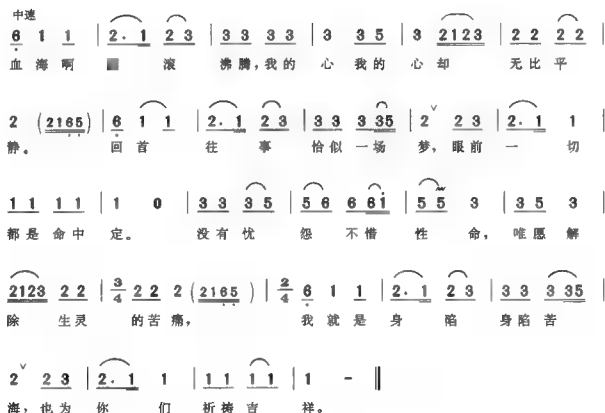 中速
6 1 1 | 2· 1 2 3 | 3 3 3 3 | 3 3 5 | 3 2123 | 2 2 2 2 |
血 海 啊 滚 沸 腾，我 的 心 我 的 心 却 无 比 平
2 (2165) | 6 1 1 | 2· 1 2 3 | 3 3 3 35 | 2 ˅ 2 3 | 2· 1 1 |
静。 回 首 往 事 恰 似 一 场 梦，眼 前 一 切
1 1 1 1 | 1 0 | 3 3 3 5 | 5 6 6 6i | 5 5 3 | 3 5 3 |
都 是 命 中 定。 没 有 忧 怨 不 惜 性 命， 唯 愿 解
2123 2 2 | 3/4 2 2 2 (2165) | 2/4 6 1 1 | 2· 1 2 3 | 3 3 3 35 |
除 生 灵 的 苦 痛， 我 就 是 身 陷 身 陷 苦
2 ˅ 2 3 | 2· 1 1 | 1 1 1 1 | 1 - ‖
海，也 为 你 们 祈 祷 吉 祥。